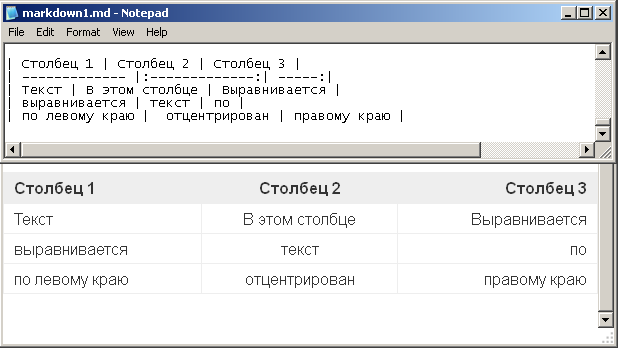 markdown1.md - Notepad
File Edit Format View Help
| Столбец 1 | Столбец 2 | Столбец 3 |
| ------------- |:-------------:| -----:|
| Текст | В этом столбце | Выравнивается |
| выравнивается | текст | по |
| по левому краю |  отцентрирован | правому краю |
Столбец 1 Столбец 2 Столбец 3
Текст В этом столбце Выравнивается
выравнивается текст по
по левому краю отцентрирован правому краю